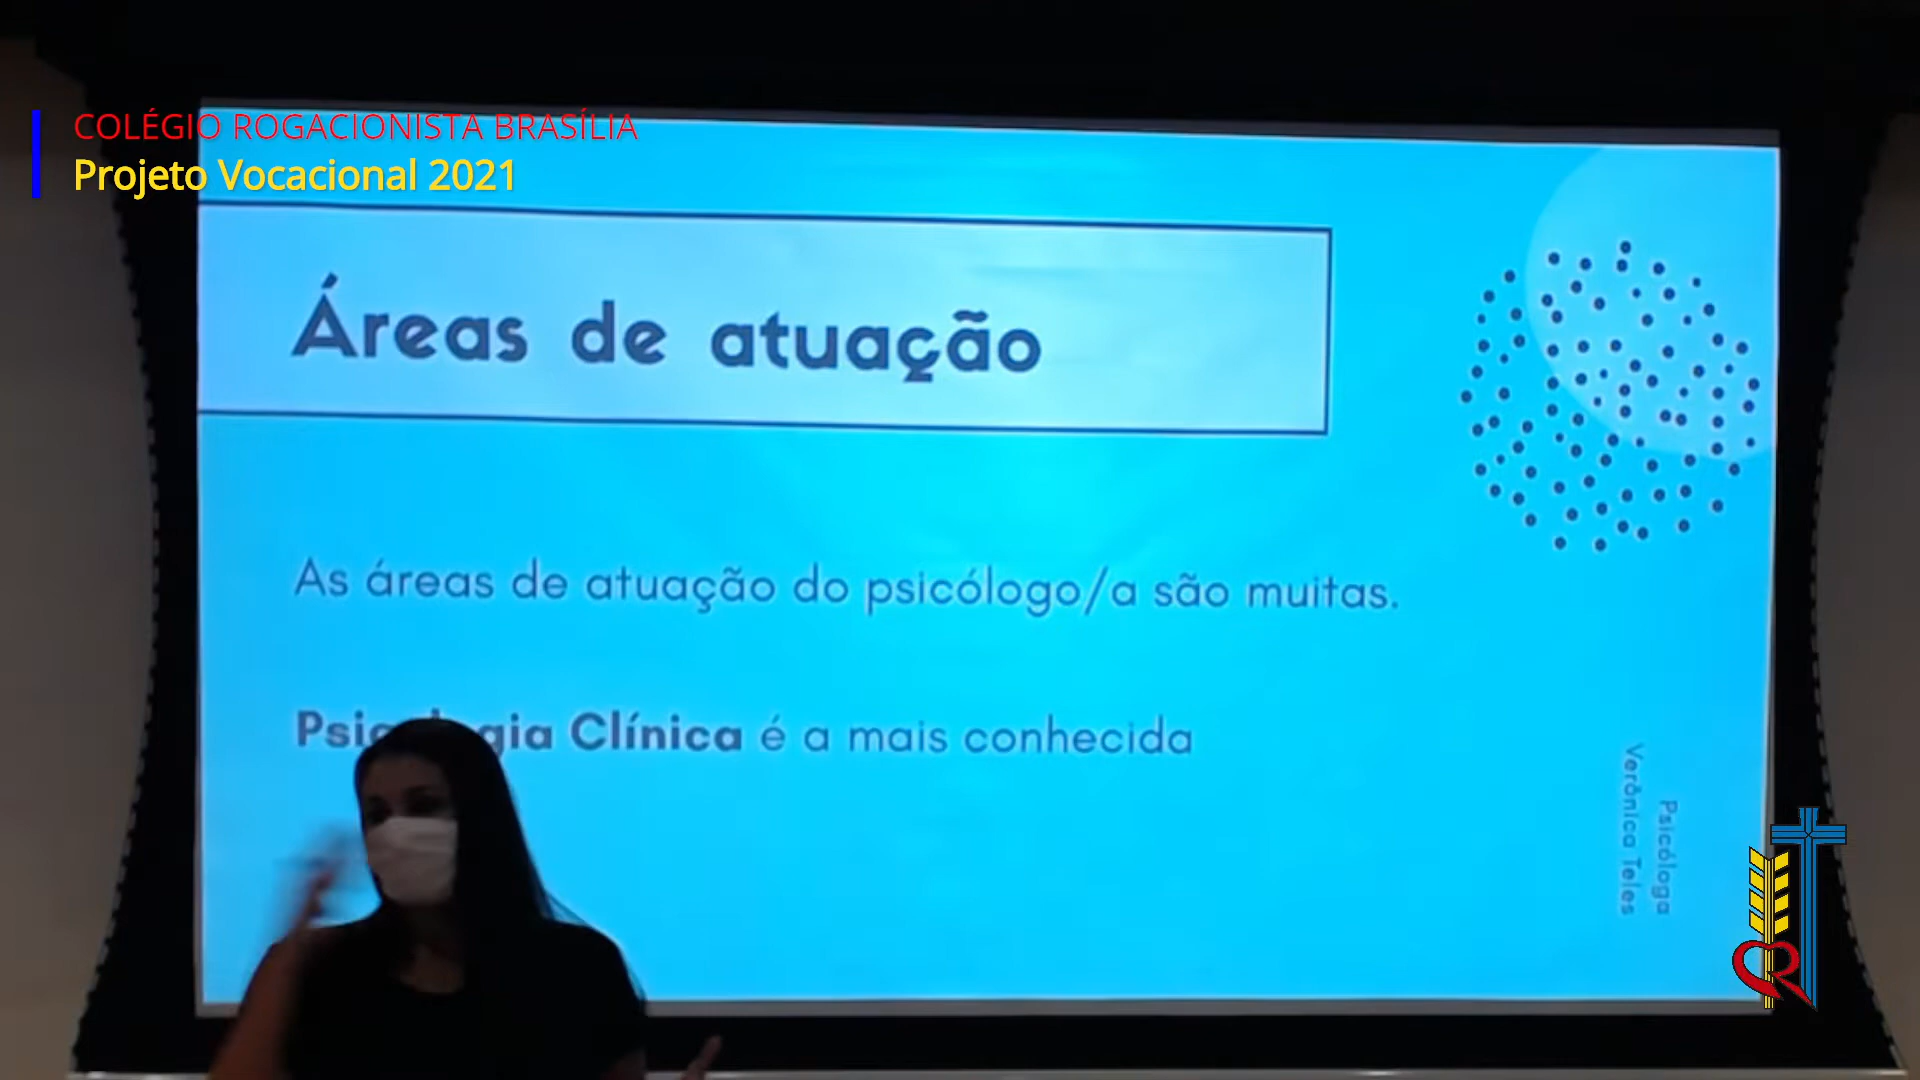 COLÉGIO ROGACIONISTA BRASÍLIA
Projeto Vocacional 2021
Áreas de atuação
As áreas de atuação do psicólogo/a são muitas.
Clínica é a mais conhecida
Psicóloga
Verônica Teles